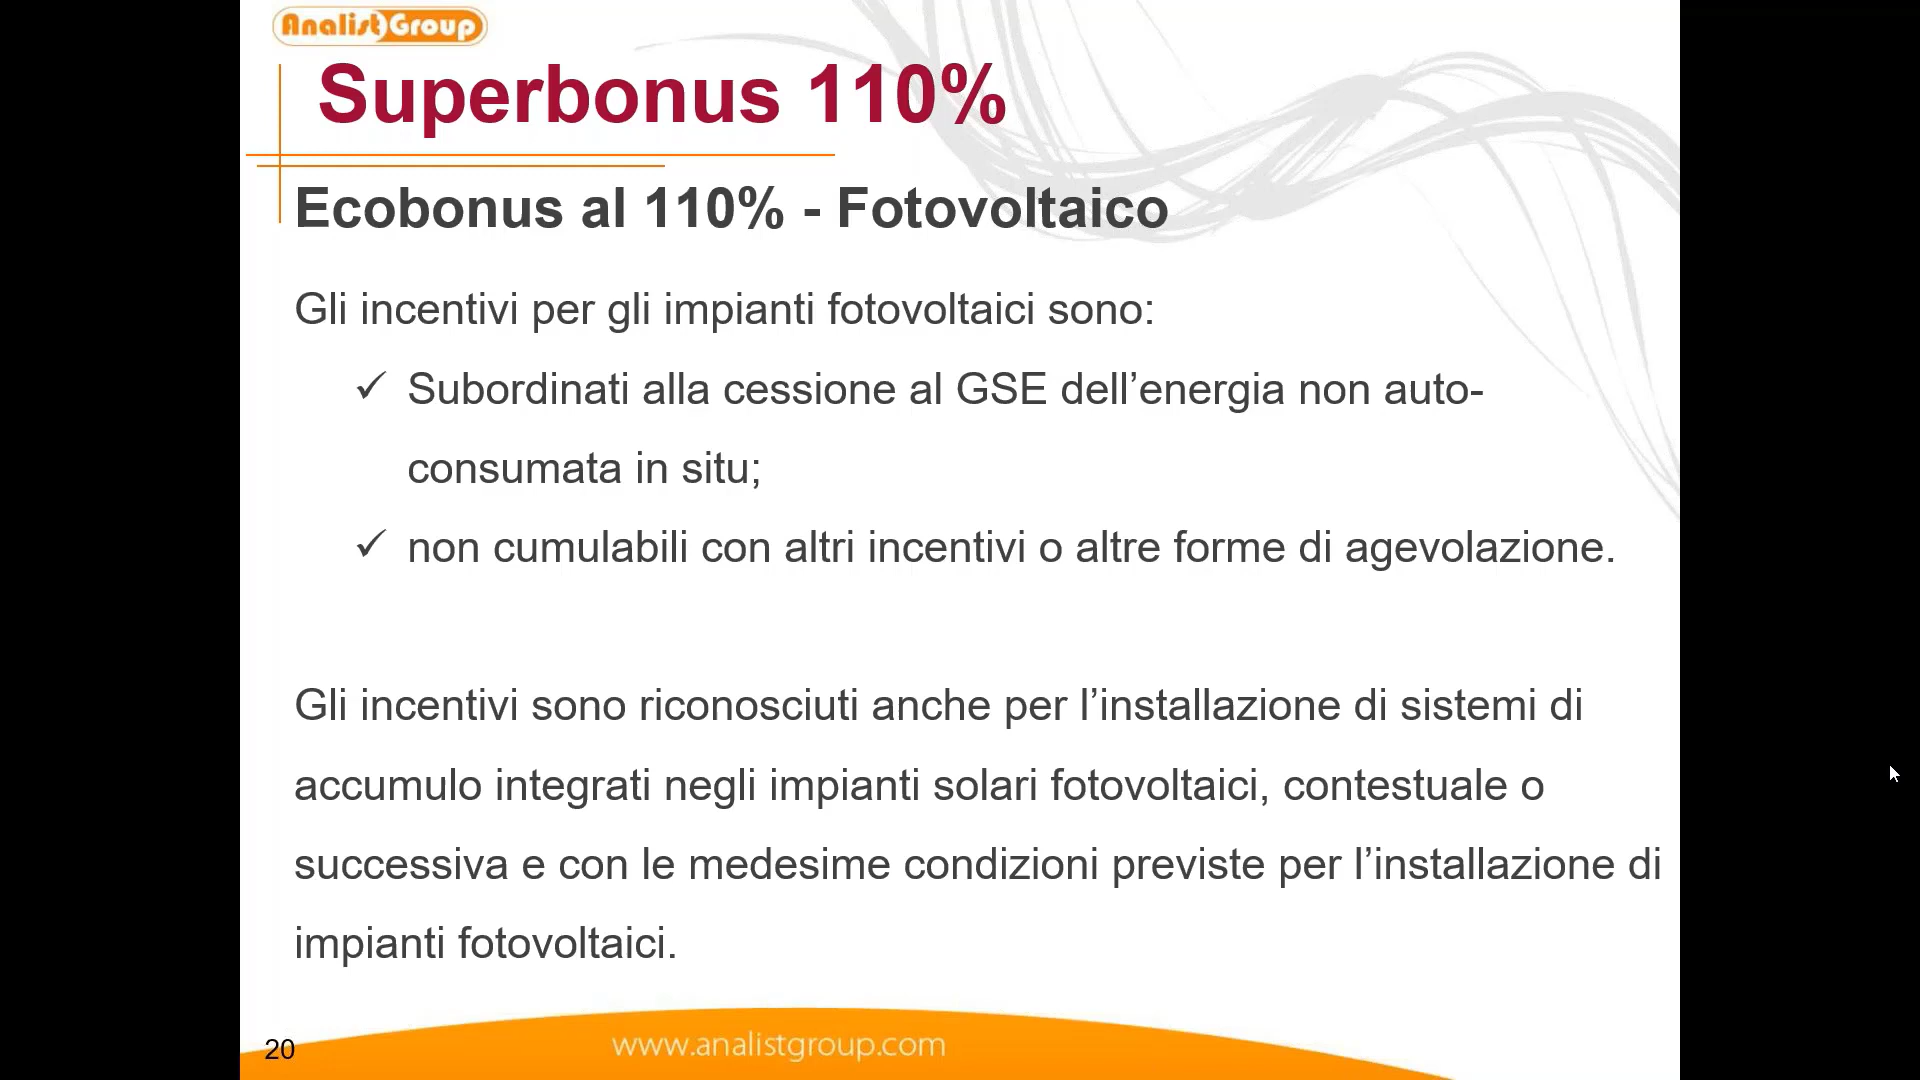 AnalistGroup
Superbonus 110%
Ecobonus al 110% - Fotovoltaico
Gli incentivi per gli impianti fotovoltaici sono:
✓ Subordinati alla cessione al GSE dell’energia non auto-
consumata in situ;
✓ non cumulabili con altri incentivi o altre forme di agevolazione.
Gli incentivi sono riconosciuti anche per l’installazione di sistemi di
accumulo integrati negli impianti solari fotovoltaici, contestuale o
successiva e con le medesime condizioni previste per l’installazione di
impianti fotovoltaici.
20
www.analistgroup.com